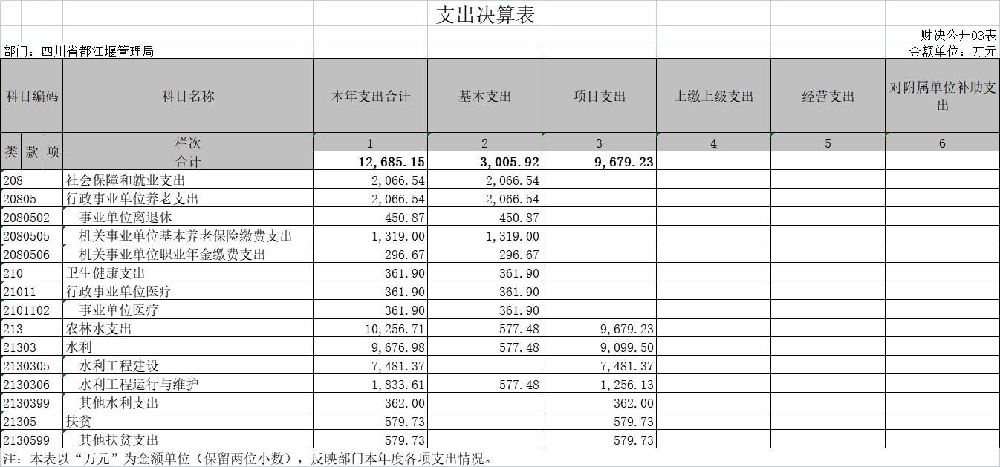 支出决算表
财决公开03表
部门：四川省都江堰管理局 金额单位：万元
科目编码 科目名称 本年支出合计 基本支出 项目支出 上缴上级支出 经营支出 对附属单位补助支
出
类 款 项 栏次 1 2 3 4 5 6
合计 12,685.15 3,005.92 9,679.23
208 社会保障和就业支出 2,066.54 2,066.54
20805 行政事业单位养老支出 2,066.54 2,066.54
2080502 事业单位离退休 450.87 450.87
2080505 机关事业单位基本养老保险缴费支出 1,319.00 1,319.00
2080506 机关事业单位职业年金缴费支出 296.67 296.67
210 卫生健康支出 361.90 361.90
21011 行政事业单位医疗 361.90 361.90
2101102 事业单位医疗 361.90 361.90
213 农林水支出 10,256.71 577.48 9,679.23
21303 水利 9,676.98 577.48 9,099.50
2130305 水利工程建设 7,481.37 7,481.37
2130306 水利工程运行与维护 1,833.61 577.48 1,256.13
2130399 其他水利支出 362.00 362.00
21305 扶贫 579.73 579.73
2130599 其他扶贫支出 579.73 579.73
注：本表以“万元”为金额单位（保留两位小数），反映部门本年度各项支出情况。